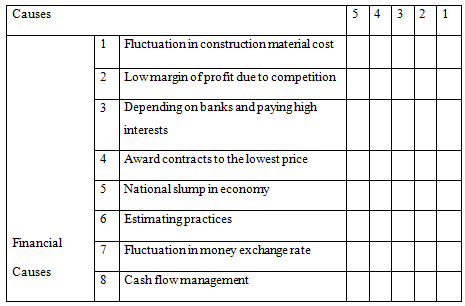 Causes 5 4 3 2 1
1 Fluctuation in construction material cost
2 Low margin of profit due to competition
3 Depending on banks and paying high
interests
4 Award contracts to the lowest price
5 National slump in economy
6 Estimating practices
Financial
Causes
7 Fluctuation in money exchange rate
8 Cash flow management